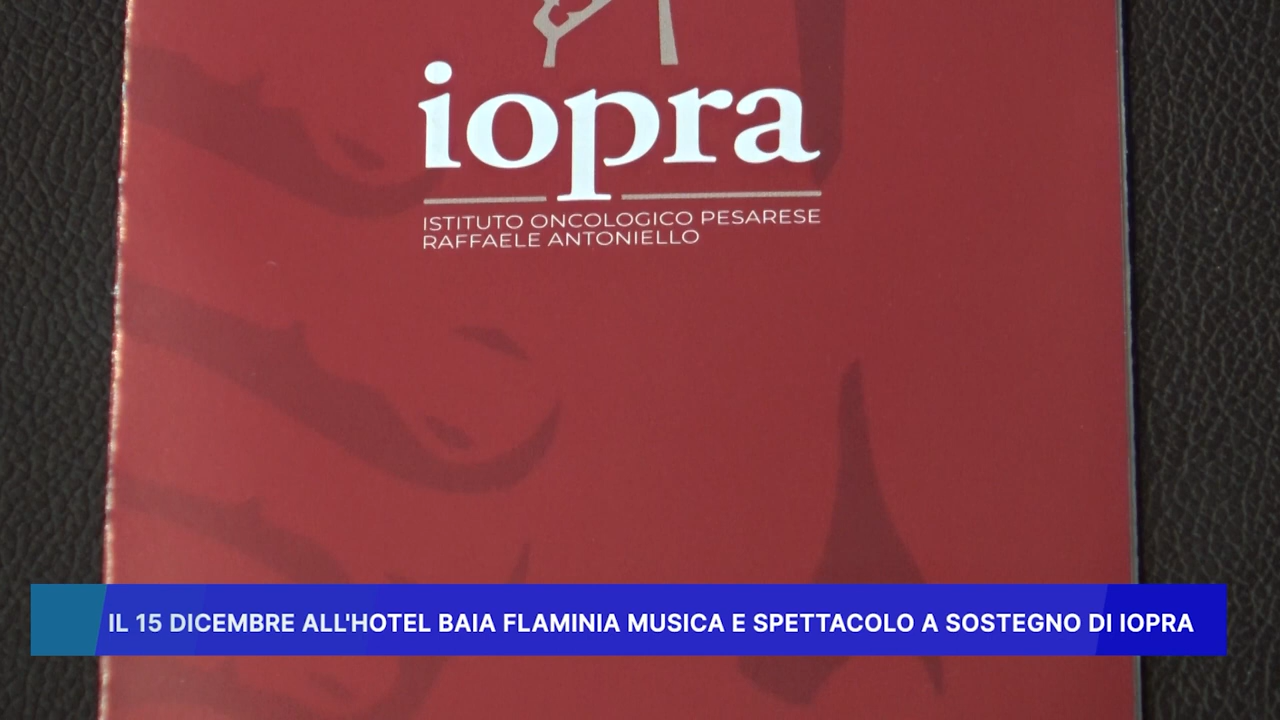 iopra
ISTITUTO ONCOLOGICO PESARESE
RAFFAELE ANTONIELLO
IL 15 DICEMBRE ALL'HOTEL BAIA FLAMINIA MUSICA E SPETTACOLO A SOSTEGNO DI IOPRA